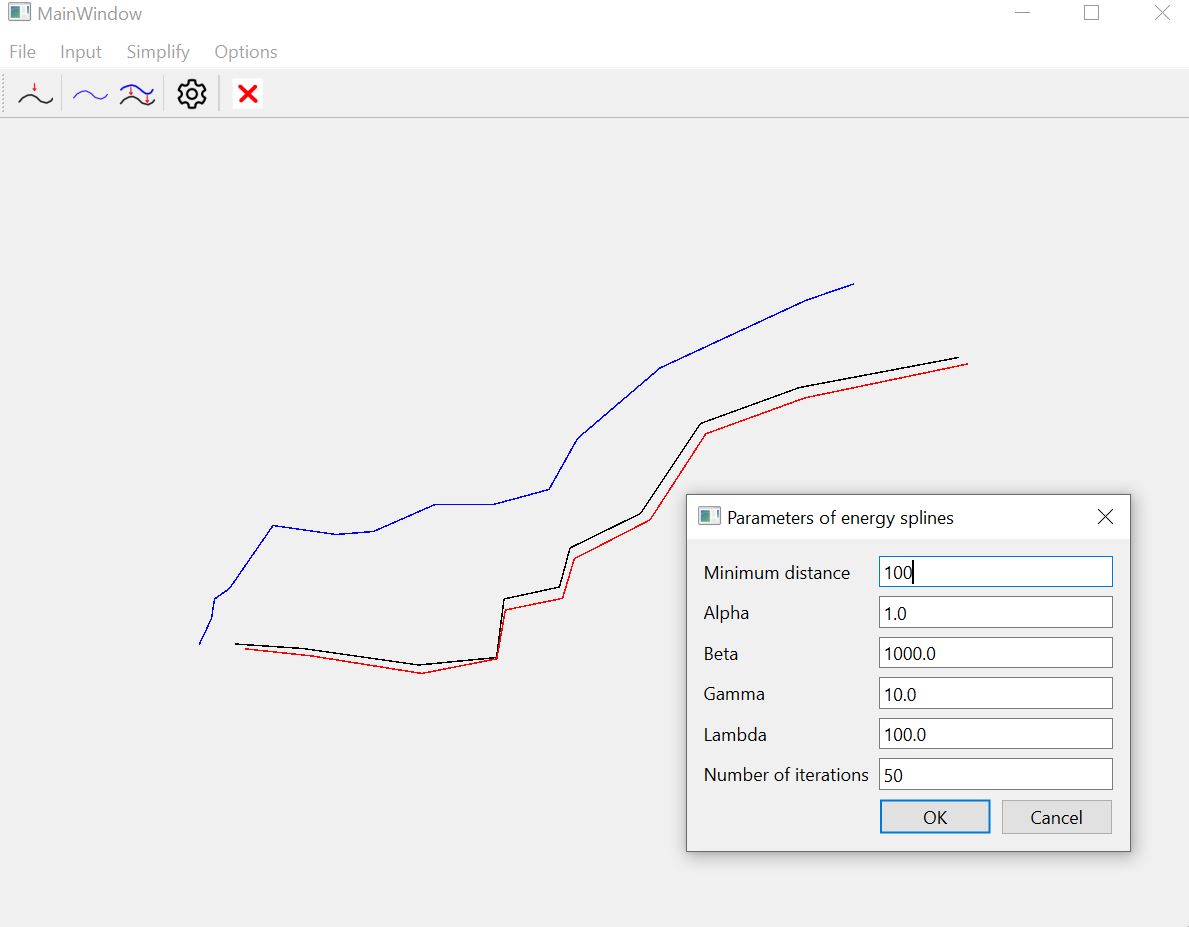 MainWindow
File Input Simplify Options
Parameters of energy splines
Minimum distance 100
Alpha 1.0
Beta 1000.0
Gamma 10.0
Lambda 100.0
Number of iterations 50
OK Cancel